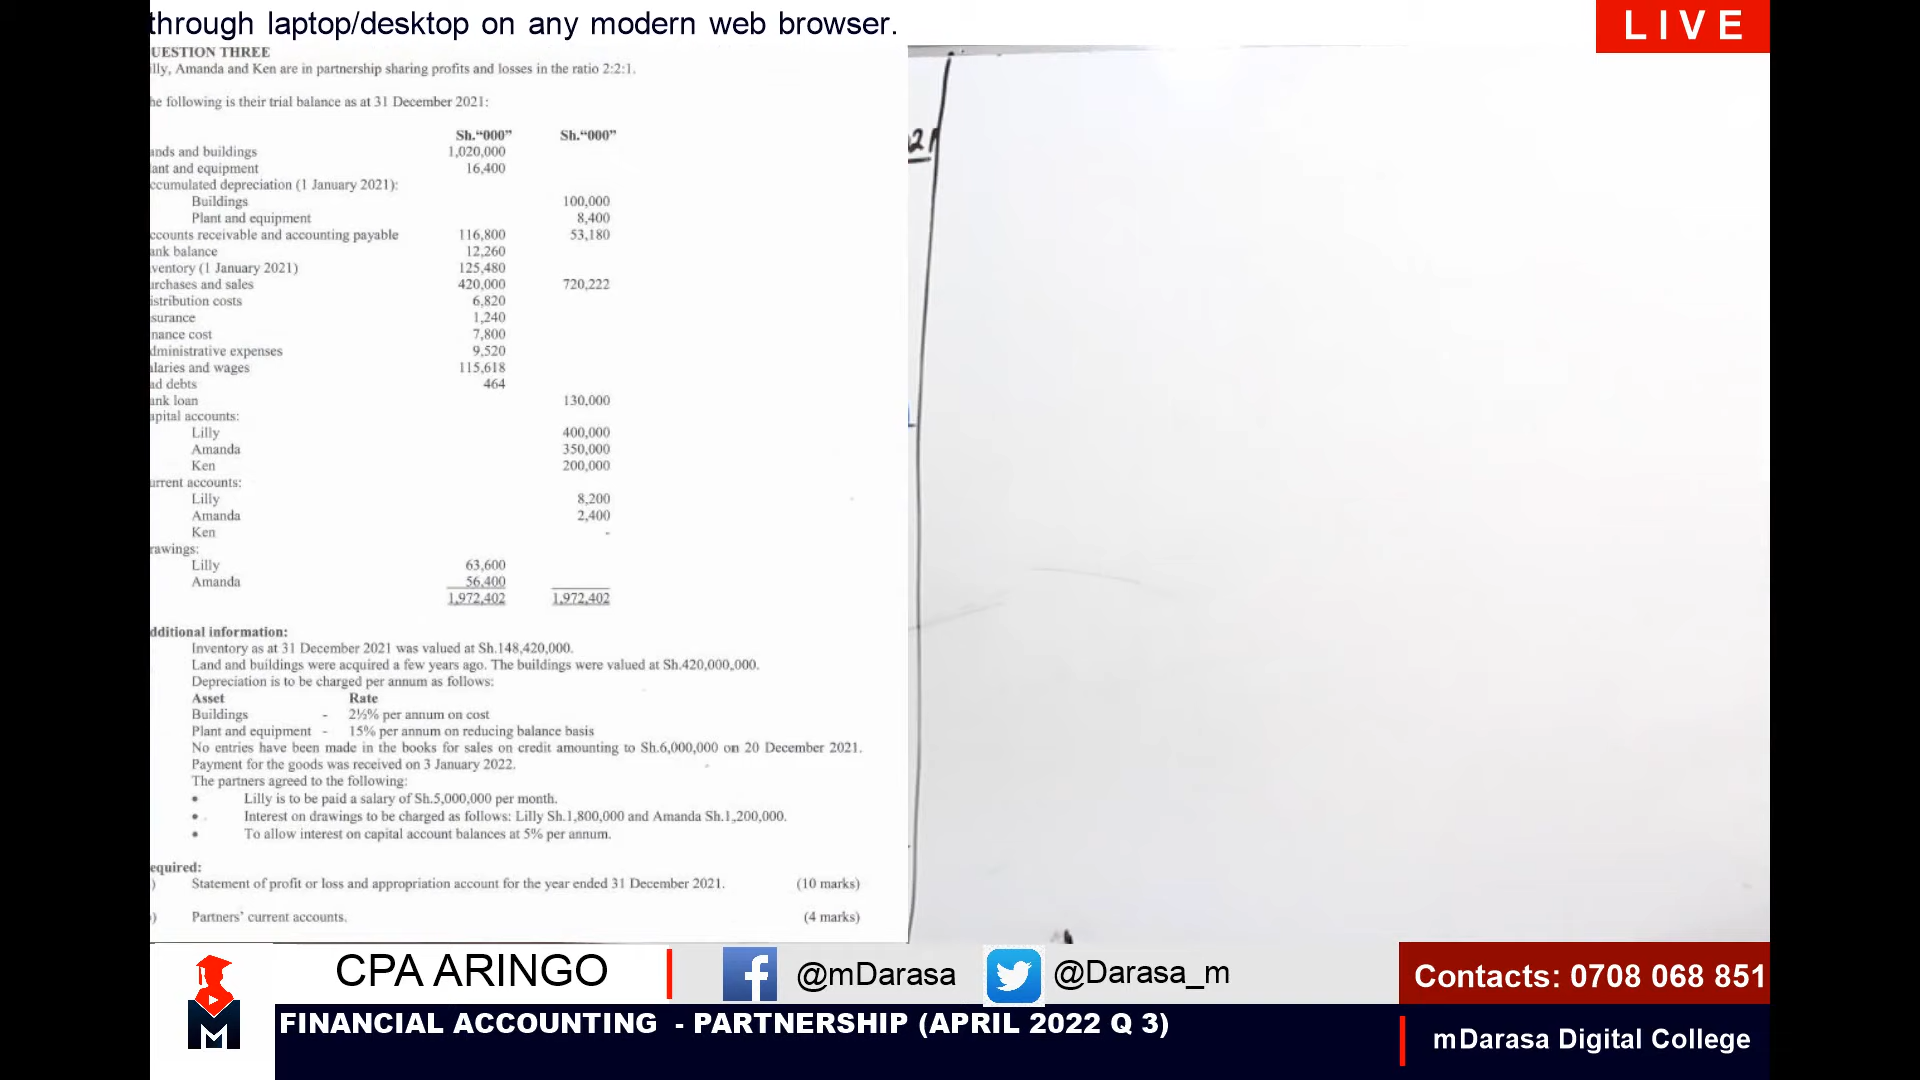 through laptop/desktop on any modern web browser.
LIVE
UESTION THREE
lly, Amanda and Ken are in partnership sharing profits and losses in the ratio 2:2:1.
he following is their trial balance as at 31 December 2021:
Sh.“000” Sh.“000”
ands and buildings 1,020,000
ant and equipment 16,400
ccumulated depreciation (1 January 2021):
Buildings 100,000
Plant and equipment 8,400
ccounts receivable and accounting payable 116,800 53,180
ank balance 12,260
ventory (1 January 2021) 125,480
urchases and sales 420,000 720,222
istribution costs 6,820
surance 1,240
nance cost 7,800
dministrative expenses 9,520
alaries and wages 115,618
ad debts 464
ank loan 130,000
apital accounts:
Lilly 400,000
Amanda 350,000
Ken 200,000
urrent accounts:
Lilly 8,200
Amanda 2,400
Ken -
rawings:
Lilly 63,600
Amanda 56,400
1,972,402 1,972,402
dditional information:
Inventory as at 31 December 2021 was valued at Sh.148,420,000.
Land and buildings were acquired a few years ago. The buildings were valued at Sh.420,000,000.
Depreciation is to be charged per annum as follows:
Asset Rate
Buildings - 2½% per annum on cost
Plant and equipment - 15% per annum on reducing balance basis
No entries have been made in the books for sales on credit amounting to Sh.6,000,000 on 20 December 2021.
Payment for the goods was received on 3 January 2022.
The partners agreed to the following:
• Lilly is to be paid a salary of Sh.5,000,000 per month.
• Interest on drawings to be charged as follows: Lilly Sh.1,800,000 and Amanda Sh.1,200,000.
• To allow interest on capital account balances at 5% per annum.
equired:
) Statement of profit or loss and appropriation account for the year ended 31 December 2021. (10 marks)
) Partners’ current accounts. (4 marks)
CPA ARINGO
@mDarasa
@Darasa_m
Contacts: 0708 068 851
M
FINANCIAL ACCOUNTING - PARTNERSHIP (APRIL 2022 Q 3)
mDarasa Digital College